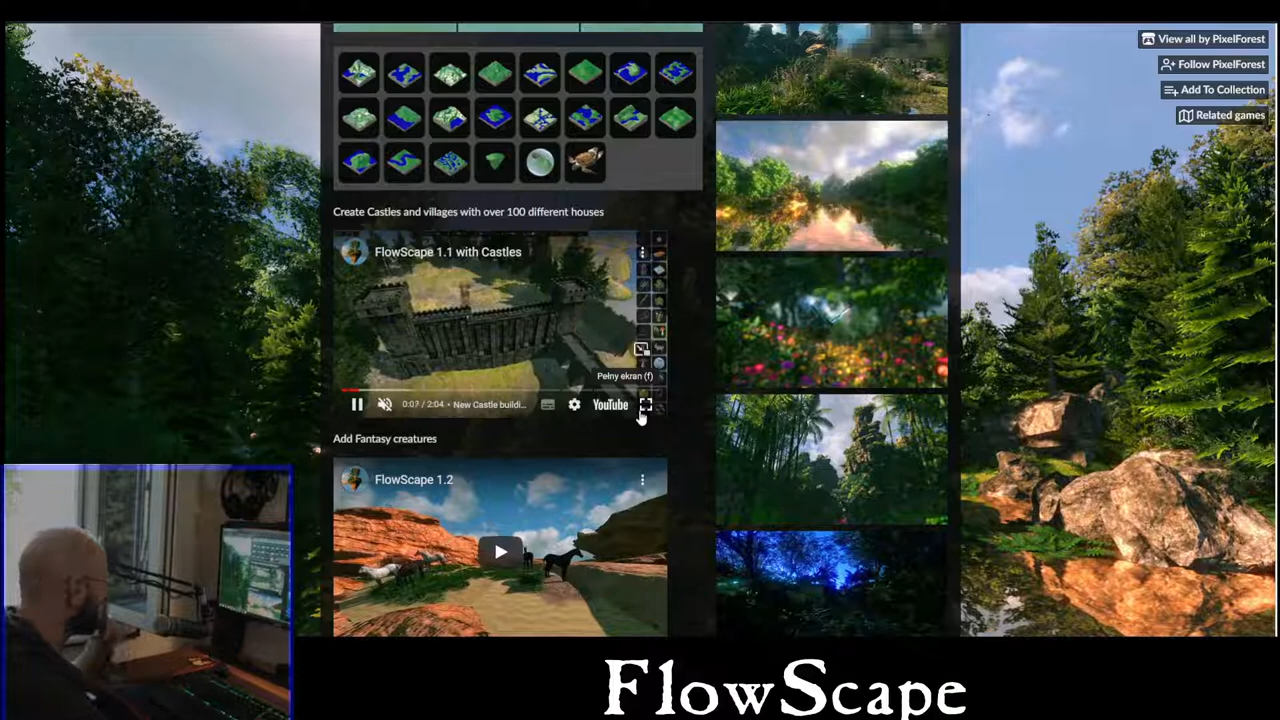 View all by PixelForest
Follow PixelForest
Add To Collection
Related games
Create Castles and villages with over 100 different houses
FlowScape 1.1 with Castles
Pełny ekran (f)
/ 2:04 • New Castle buildi...
YouTube
Add Fantasy creatures
FlowScape 1.2
FlowScape